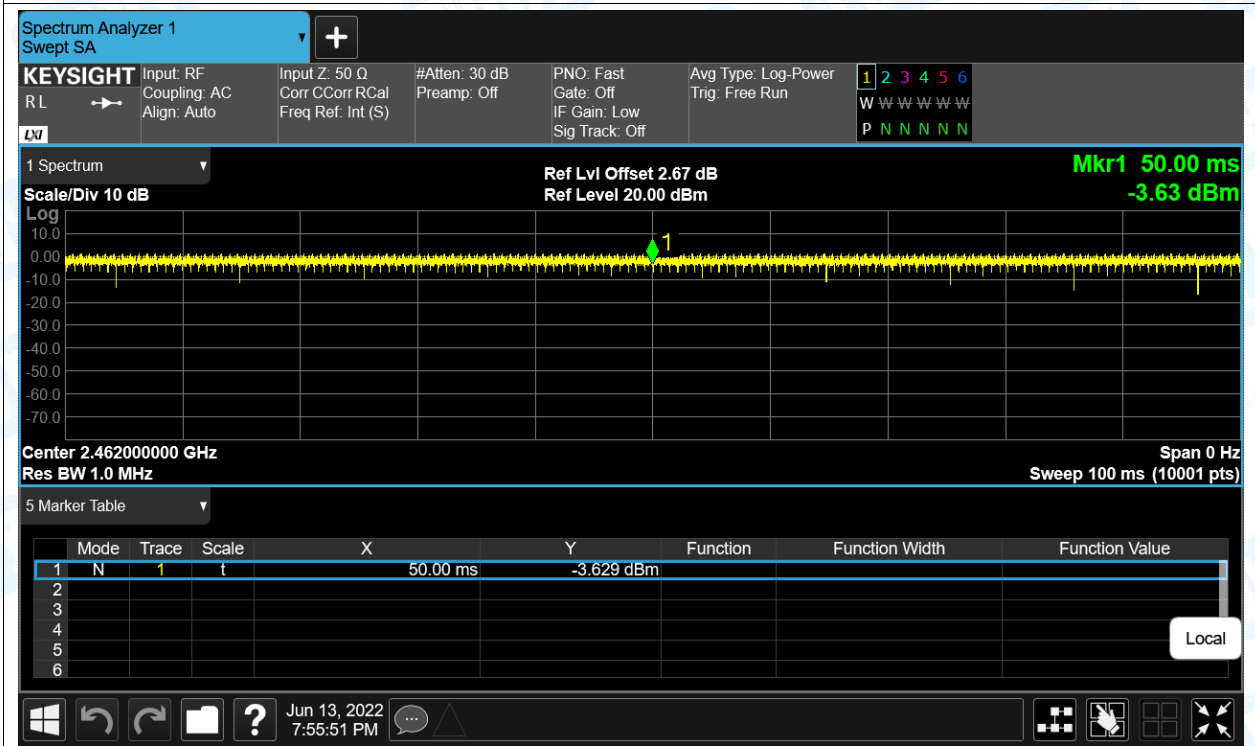 Spectrum Analyzer 1
Swept SA
KEYSIGHT
R L
LXI
Input: RF
Coupling: AC
Align: Auto
Input Z: 50 Ω
Corr CCorr RCal
Freq Ref: Int (S)
#Atten: 30 dB
Preamp: Off
PNO: Fast
Gate: Off
IF Gain: Low
Sig Track: Off
Avg Type: Log-Power
Trig: Free Run
1 2 3 4 5 6
W W W W W W
P N N N N N
1 Spectrum
Scale/Div 10 dB
Ref Lvl Offset 2.67 dB
Ref Level 20.00 dBm
Mkr1 50.00 ms
-3.63 dBm
Log
10.0
0.00
-10.0
-20.0
-30.0
-40.0
-50.0
-60.0
-70.0
1
Center 2.462000000 GHz
Res BW 1.0 MHz
Span 0 Hz
Sweep 100 ms (10001 pts)
5 Marker Table
Mode Trace Scale X Y Function Function Width Function Value
1 N 1 t 50.00 ms -3.629 dBm
2
3
4
5
6
Local
?
Jun 13, 2022
7:55:51 PM